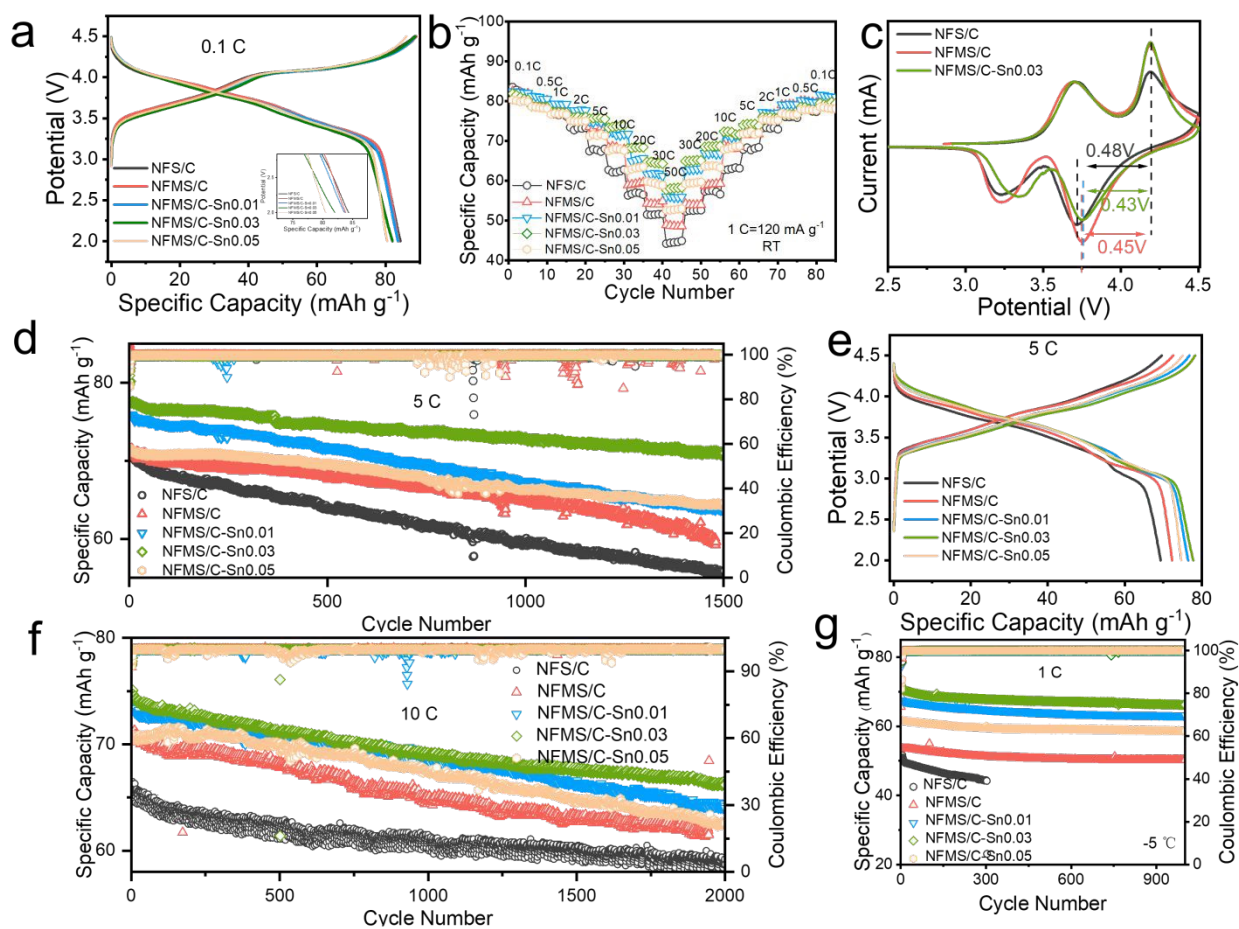 a
0.1 C
4.5
4.0
3.5
3.0
2.5
2.0
Potential (V)
NFS/C
NFMS/C
NFMS/C-Sn0.01
NFMS/C-Sn0.03
NFMS/C-Sn0.05
Potential (V)
Specific Capacity (mAh g-1)
0 20 40 60 80
Specific Capacity (mAh g-1)
b
100
90
80
70
60
50
40
Specific Capacity (mAh g-1)
0.1C
0.5C
1C
2C
5C
10C
20C
30C
50C
30C
20C
10C
5C
2C
1C
0.5C
0.1C
NFS/C
NFMS/C
NFMS/C-Sn0.01
NFMS/C-Sn0.03
NFMS/C-Sn0.05
1 C=120 mA g-1
RT
0 10 20 30 40 50 60 70 80
Cycle Number
c
Current (mA)
NFS/C
NFMS/C
NFMS/C-Sn0.03
0.48V
0.43V
0.45V
2.5 3.0 3.5 4.0 4.5
Potential (V)
d
80
60
Specific Capacity (mAh g-1)
5 C
NFS/C
NFMS/C
NFMS/C-Sn0.01
NFMS/C-Sn0.03
NFMS/C-Sn0.05
100
80
60
40
20
0
Coulombic Efficiency (%)
0 500 1000 1500
Cycle Number
e
5 C
4.5
4.0
3.5
3.0
2.5
2.0
Potential (V)
NFS/C
NFMS/C
NFMS/C-Sn0.01
NFMS/C-Sn0.03
NFMS/C-Sn0.05
0 20 40 60 80
Specific Capacity (mAh g-1)
f
80
70
60
Specific Capacity (mAh g-1)
10 C
NFS/C
NFMS/C
NFMS/C-Sn0.01
NFMS/C-Sn0.03
NFMS/C-Sn0.05
90
60
30
0
Coulombic Efficiency (%)
0 500 1000 1500 2000
Cycle Number
g
80
60
40
20
Specific Capacity (mAh g-1)
1 C
NFS/C
NFMS/C
NFMS/C-Sn0.01
NFMS/C-Sn0.03
NFMS/C-Sn0.05
-5 ℃
100
80
60
40
20
0
Coulombic Efficiency (%)
0 300 600 900
Cycle Number